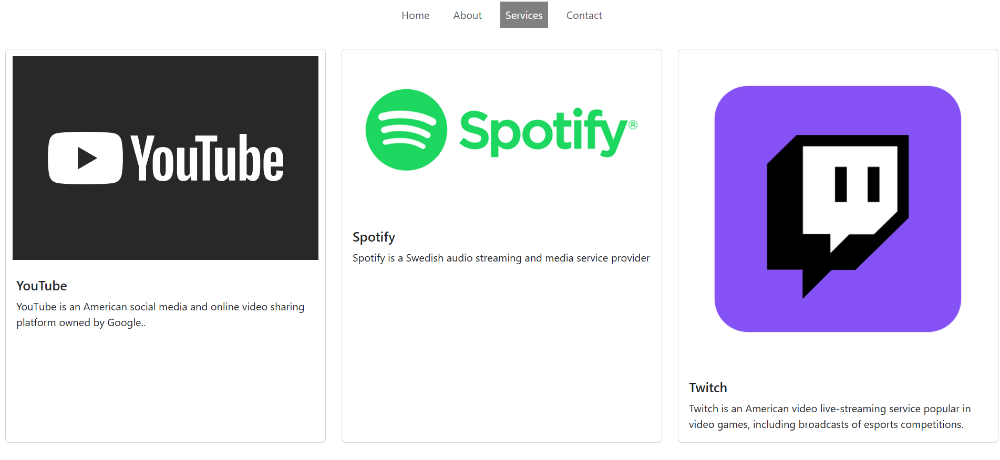 Home About Services Contact
YouTube
YouTube
YouTube is an American social media and online video sharing
platform owned by Google..
Spotify®
Spotify
Spotify is a Swedish audio streaming and media service provider
Twitch
Twitch is an American video live-streaming service popular in
video games, including broadcasts of esports competitions.